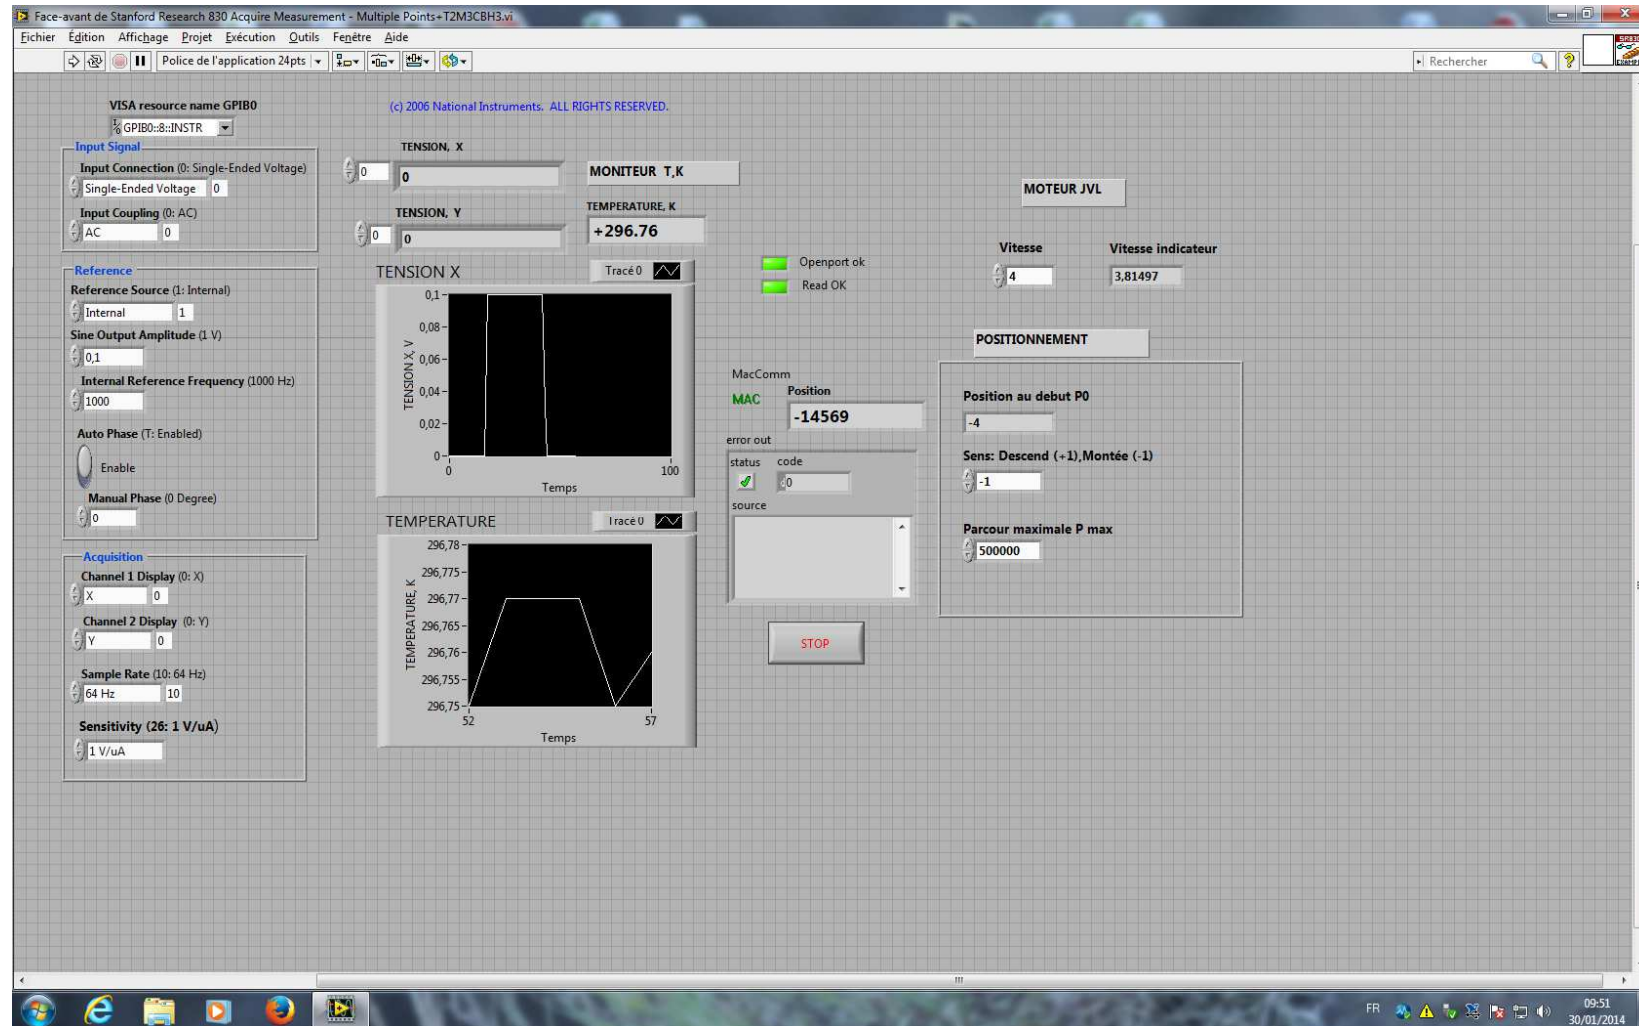 Face-avant de Stanford Research 830 Acquire Measurement - Multiple Points+T2M3CBH3.vi
Fichier Édition Affichage Projet Exécution Outils Fenêtre Aide
Police de l'application 24pts
Rechercher
VISA resource name GPIB0
GPIB0::8::INSTR
(c) 2006 National Instruments. ALL RIGHTS RESERVED.
Input Signal
Input Connection (0: Single-Ended Voltage)
Single-Ended Voltage 0
Input Coupling (0: AC)
AC 0
Reference
Reference Source (1: Internal)
Internal 1
Sine Output Amplitude (1 V)
0,1
Internal Reference Frequency (1000 Hz)
1000
Auto Phase (T: Enabled)
Enable
Manual Phase (0 Degree)
0
Acquisition
Channel 1 Display (0: X)
X 0
Channel 2 Display (0: Y)
Y 0
Sample Rate (10: 64 Hz)
64 Hz 10
Sensitivity (26: 1 V/uA)
1 V/uA
TENSION, X
0 0
TENSION, Y
0 0
MONITEUR T,K
TEMPERATURE, K
+296.76
TENSION X
Tracé 0
TENSION X, V
0,1
0,08
0,06
0,04
0,02
0
0 100
Temps
TEMPERATURE
Tracé 0
TEMPERATURE, K
296,78
296,775
296,77
296,765
296,76
296,755
296,75
52 57
Temps
Openport ok
Read OK
MacComm
MAC
Position
-14569
error out
status code
0
source
STOP
MOTEUR JVL
Vitesse Vitesse indicateur
4 3,81497
POSITIONNEMENT
Position au debut P0
-4
Sens: Descend (+1),Montée (-1)
-1
Parcour maximale P max
500000
FR
09:51
30/01/2014